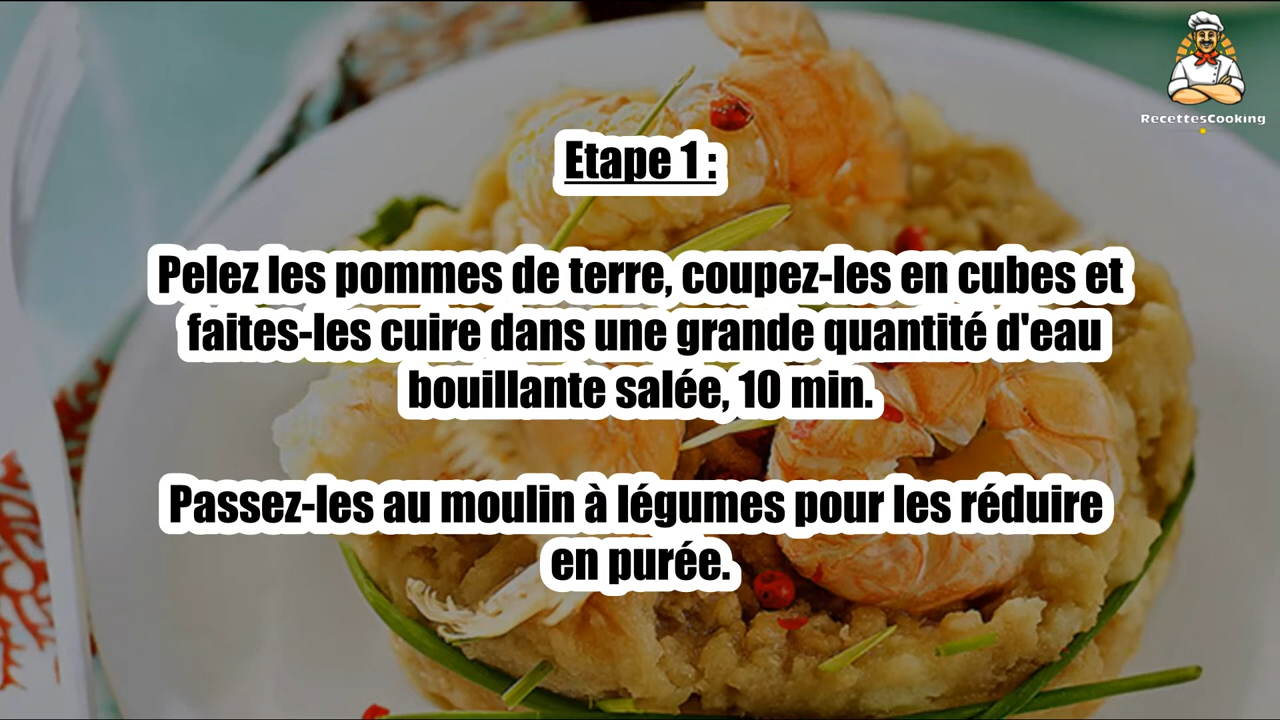 RecettesCooking
Etape 1 :
Pelez les pommes de terre, coupez-les en cubes et
faites-les cuire dans une grande quantité d'eau
bouillante salée, 10 min.
Passez-les au moulin à légumes pour les réduire
en purée.